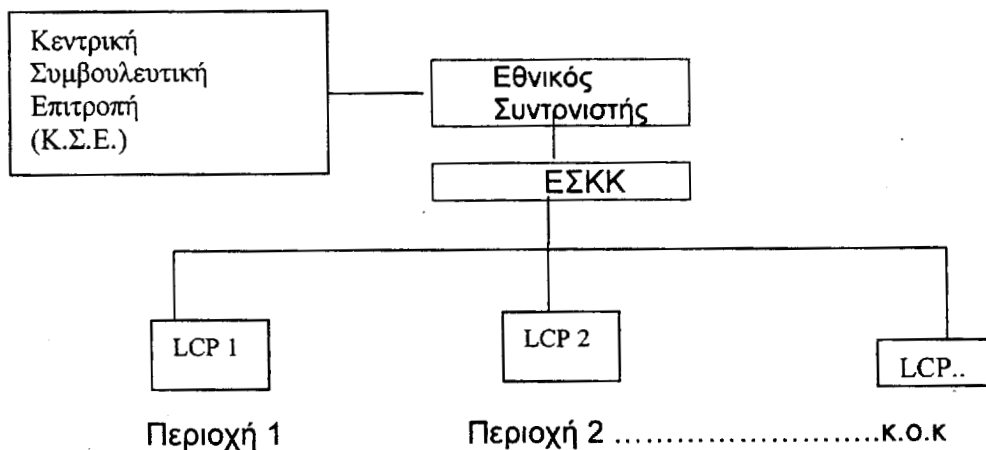 Κεντρική
Συμβουλευτική
Επιτροπή
(Κ.Σ.Ε.)
Εθνικός
Συντονιστής
ΕΣΚΚ
LCP 1
LCP 2
LCP..
Περιοχή 1
Περιοχή 2 ...........................κ.ο.κ